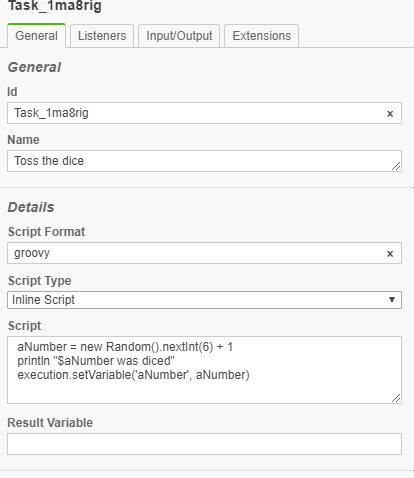 Task_1ma8rig
General Listeners Input/Output Extensions
General
Id
Task_1ma8rig ×
Name
Toss the dice
Details
Script Format
groovy ×
Script Type
Inline Script ▼
Script
aNumber = new Random().nextInt(6) + 1
println "$aNumber was diced"
execution.setVariable('aNumber', aNumber)
Result Variable